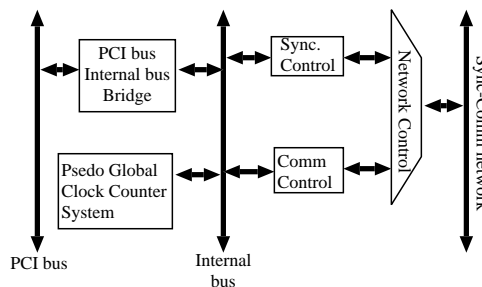 PCI bus
Internal bus
Bridge
Sync.
Control
Psedo Global
Clock Counter
System
Comm
Control
Network Control
Sync-Comm network
PCI bus
Internal
bus